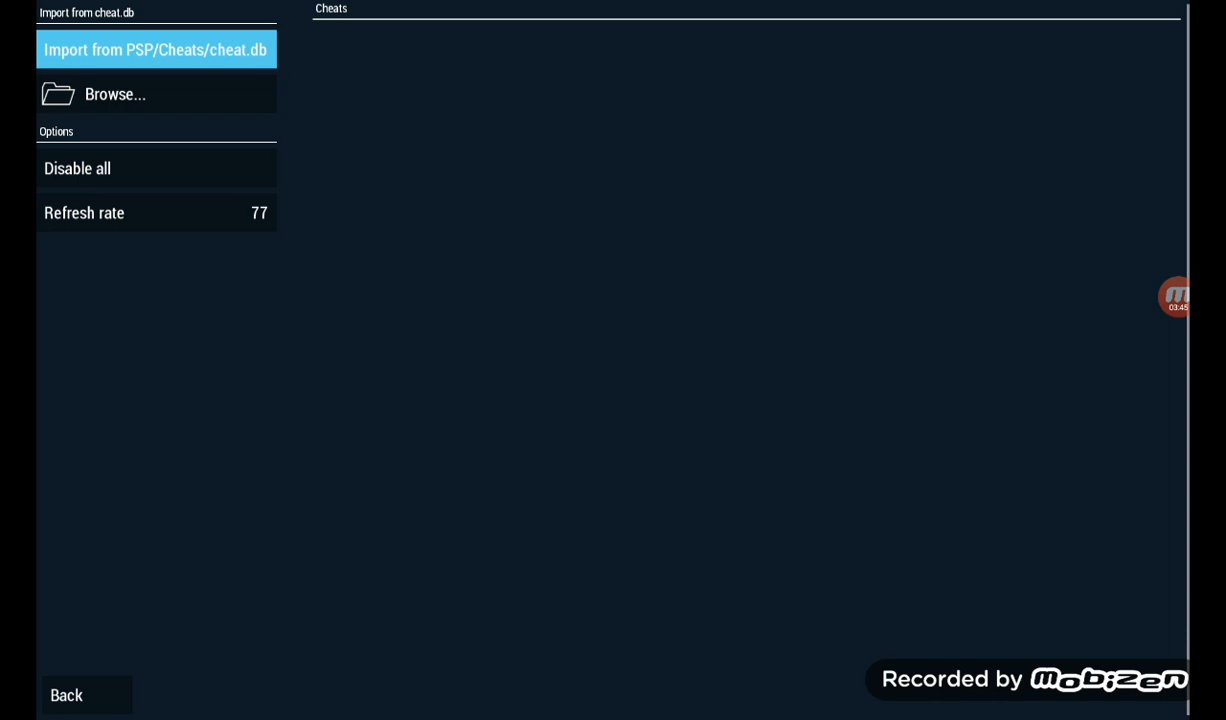 Import from cheat.db
Import from PSP/Cheats/cheat.db
Browse...
Options
Disable all
Refresh rate 77
Back
Cheats
03:45
Recorded by mobizen